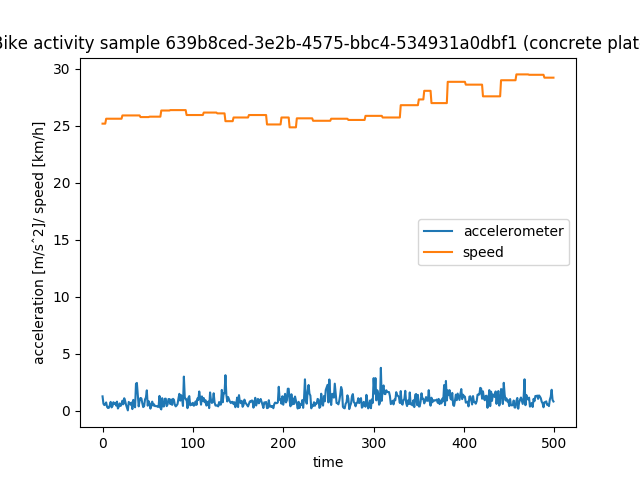 Bike activity sample 639b8ced-3e2b-4575-bbc4-534931a0dbf1 (concrete plat
30
25
20
15
10
5
0
acceleration [m/s^2]/ speed [km/h]
accelerometer
speed
0 100 200 300 400 500
time